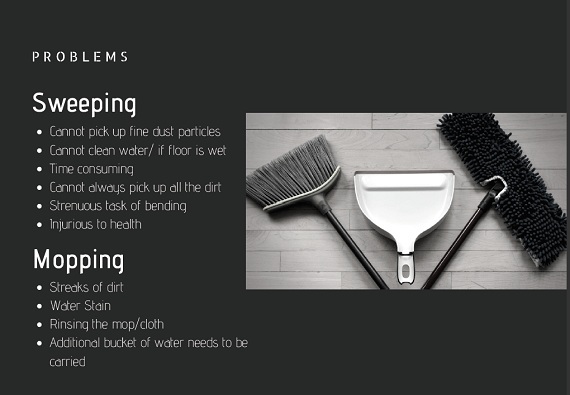 PROBLEMS
Sweeping
Cannot pick up fine dust particles
Cannot clean water/ if floor is wet
Time consuming
Cannot always pick up all the dirt
Strenuous task of bending
Injurious to health
Mopping
Streaks of dirt
Water Stain
Rinsing the mop/cloth
Additional bucket of water needs to be
carried